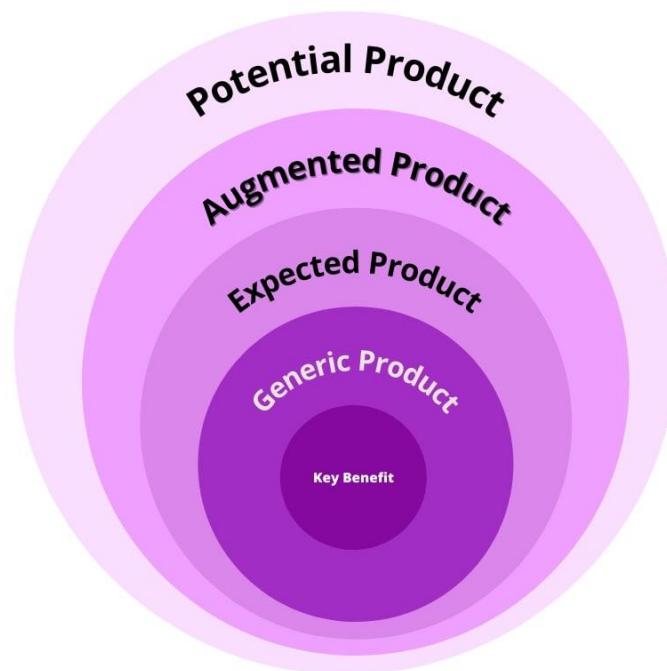 Potential Product
Augmented Product
Expected Product
Generic Product
Key Benefit